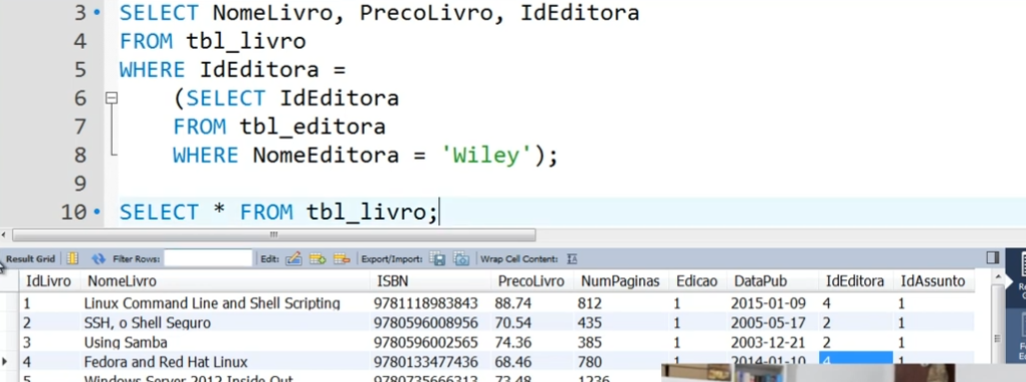 3 SELECT NomeLivro, PrecoLivro, IdEditora
4 FROM tbl_livro
5 WHERE IdEditora =
6 (SELECT IdEditora
7 FROM tbl_editora
8 WHERE NomeEditora = 'Wiley');
9
10 SELECT * FROM tbl_livro;
Result Grid Filter Rows: Edit: Export/Import: Wrap Cell Content:
IdLivro NomeLivro ISBN PrecoLivro NumPaginas Edicao DataPub IdEditora IdAssunto
1 Linux Command Line and Shell Scripting 9781118983843 88.74 812 1 2015-01-09 4 1
2 SSH, o Shell Seguro 9780596008956 70.54 435 1 2005-05-17 2 1
3 Using Samba 9780596002565 74.36 385 1 2003-12-21 2 1
4 Fedora and Red Hat Linux 9780133477436 68.46 780 1 2014-01-10 4 1
5 Windows Server 2012 Inside Out 9780735666313 73.48 1236